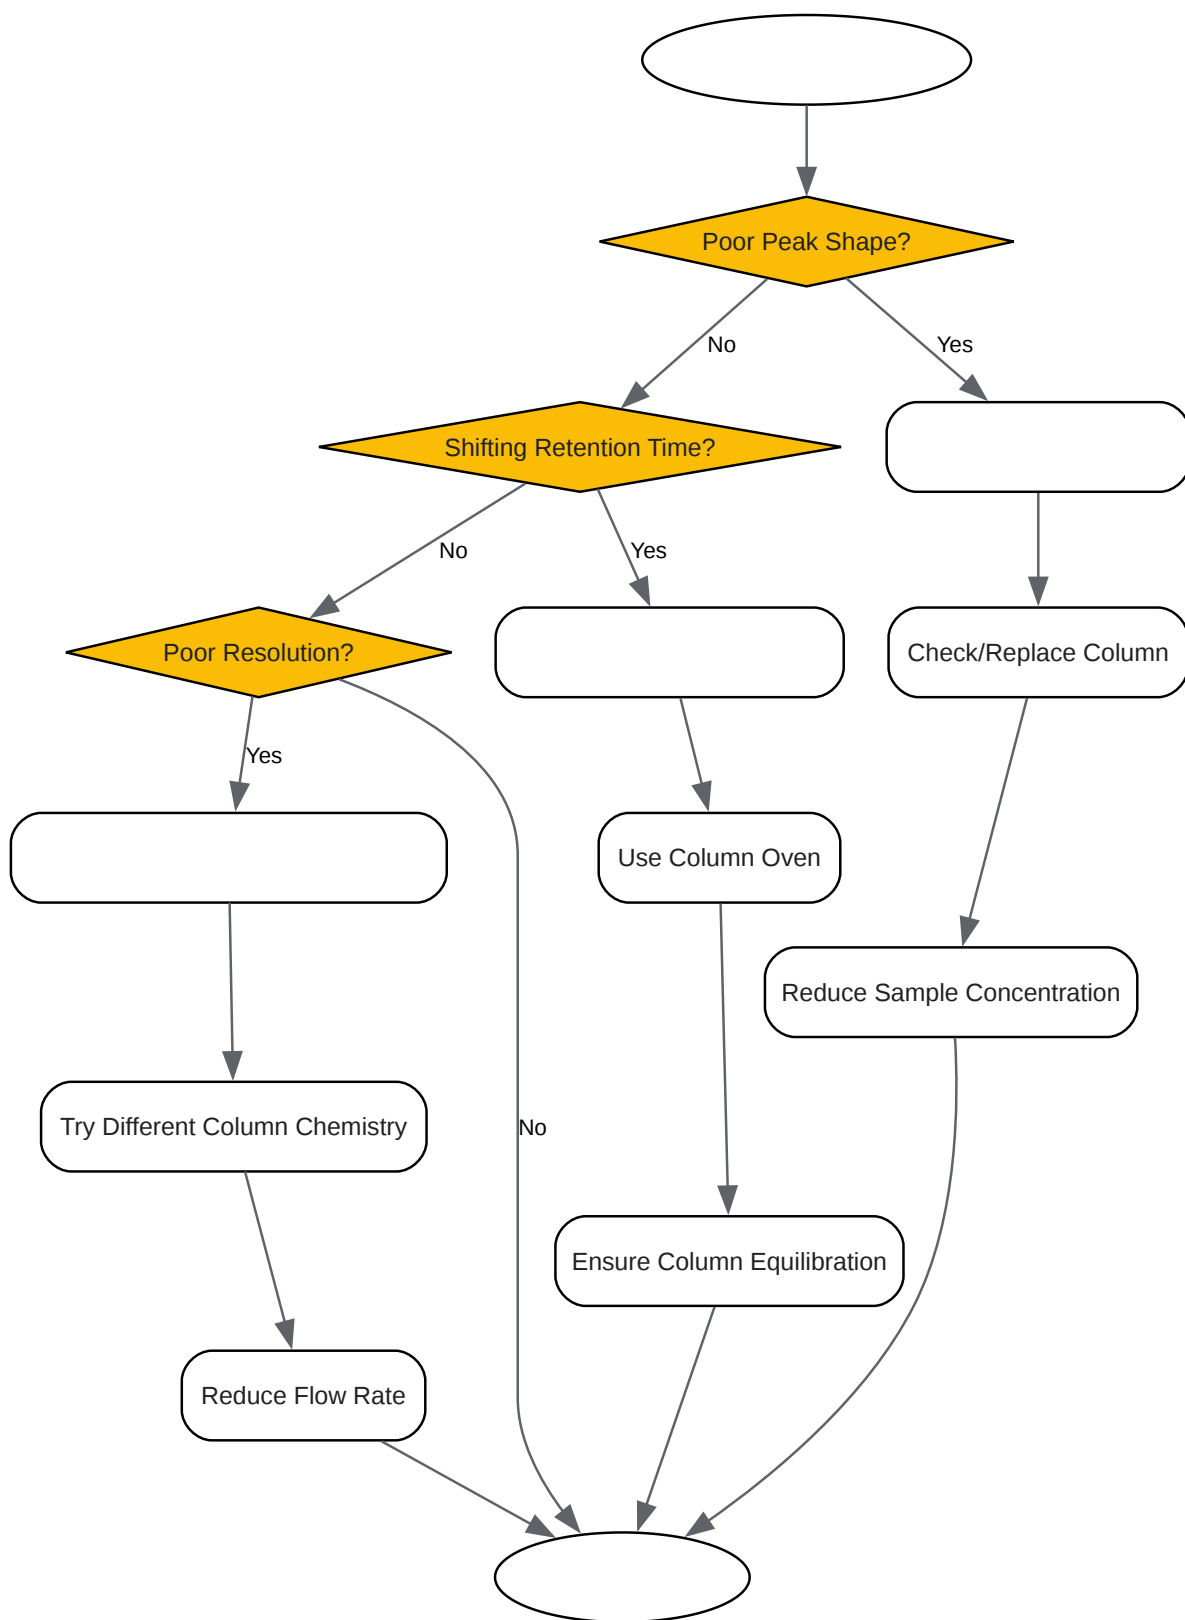 Poor Peak Shape?
No
Yes
Shifting Retention Time?
No
Yes
Poor Resolution?
Check/Replace Column
Yes
Use Column Oven
Reduce Sample Concentration
Try Different Column Chemistry
No
Ensure Column Equilibration
Reduce Flow Rate